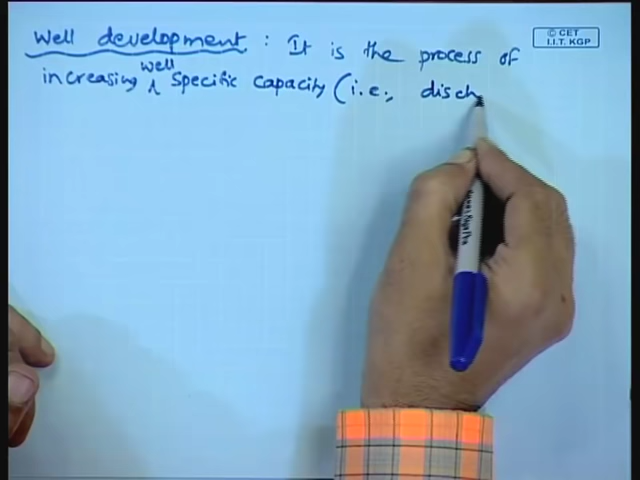 Well development : It is the process of
increasing well specific capacity (i.e., disch
© CET
I.I.T. KGP